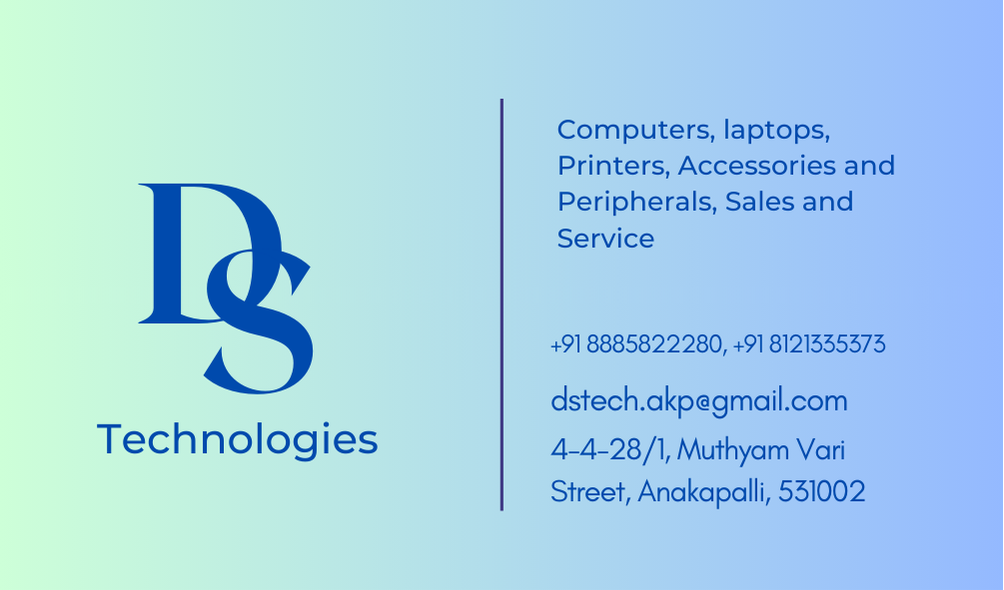 DS
Technologies
Computers, laptops,
Printers, Accessories and
Peripherals, Sales and
Service
+91 8885822280, +91 8121335373
dstech.akp@gmail.com
4-4-28/1, Muthyam Vari
Street, Anakapalli, 531002